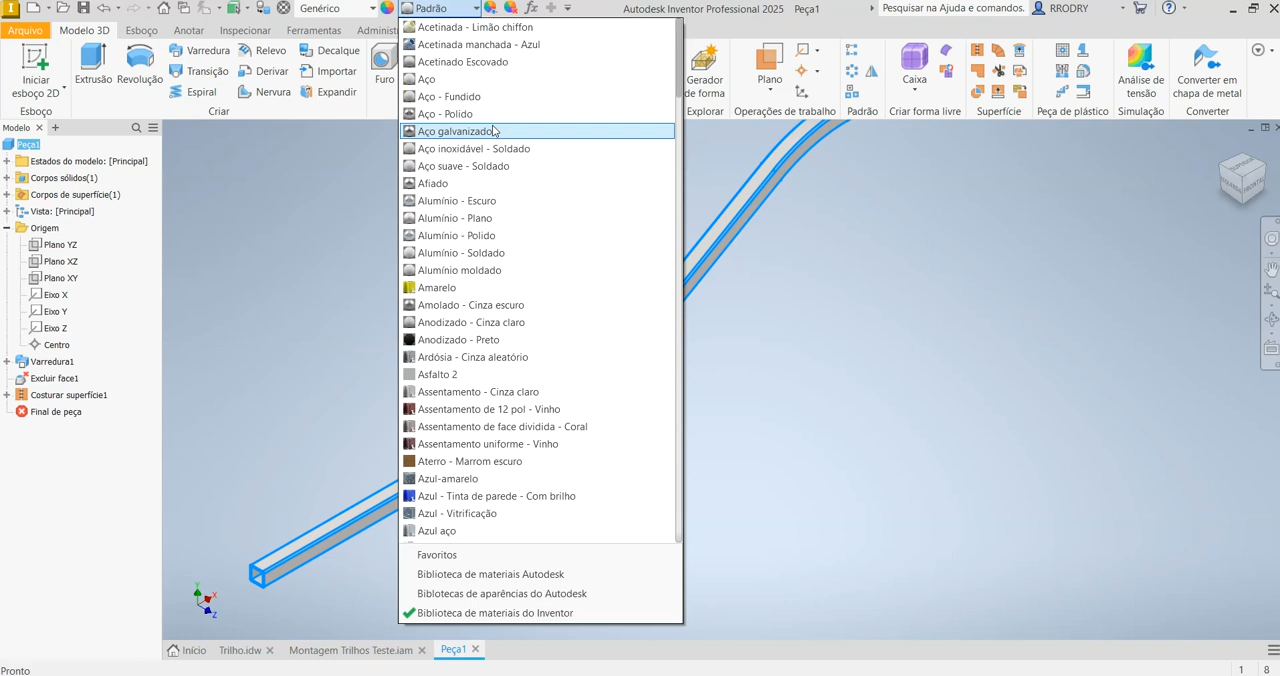 Genérico
Padrão
Autodesk Inventor Professional 2025 Peça1
Pesquisar na Ajuda e comandos.
RRODRY
Arquivo
Modelo 3D
Esboço
Anotar
Inspecionar
Ferramentas
Administ
Iniciar
esboço 2D
Esboço
Extrusão
Revolução
Varredura
Transição
Espiral
Relevo
Derivar
Nervura
Decalque
Importar
Expandir
Criar
Furo
Gerador
de forma
Explorar
Plano
Operações de trabalho
Padrão
Caixa
Criar forma livre
Superfície
Peça de plástico
Análise de
tensão
Simulação
Converter em
chapa de metal
Converter
Modelo
Peça1
Estados do modelo: [Principal]
Corpos sólidos(1)
Corpos de superfície(1)
Vista: [Principal]
Origem
Plano YZ
Plano XZ
Plano XY
Eixo X
Eixo Y
Eixo Z
Centro
Varredura1
Excluir face1
Costurar superfície1
Final de peça
Acetinada - Limão chiffon
Acetinada manchada - Azul
Acetinado Escovado
Aço
Aço - Fundido
Aço - Polido
Aço galvanizado
Aço inoxidável - Soldado
Aço suave - Soldado
Afiado
Alumínio - Escuro
Alumínio - Plano
Alumínio - Polido
Alumínio - Soldado
Alumínio moldado
Amarelo
Amolado - Cinza escuro
Anodizado - Cinza claro
Anodizado - Preto
Ardósia - Cinza aleatório
Asfalto 2
Assentamento - Cinza claro
Assentamento de 12 pol - Vinho
Assentamento de face dividida - Coral
Assentamento uniforme - Vinho
Aterro - Marrom escuro
Azul-amarelo
Azul - Tinta de parede - Com brilho
Azul - Vitrificação
Azul aço
Favoritos
Biblioteca de materiais Autodesk
Bibliotecas de aparências do Autodesk
Biblioteca de materiais do Inventor
FRONTAL
Y
X
Z
Início
Trilho.idw
Montagem Trilhos Teste.iam
Peça1
Pronto
1 8